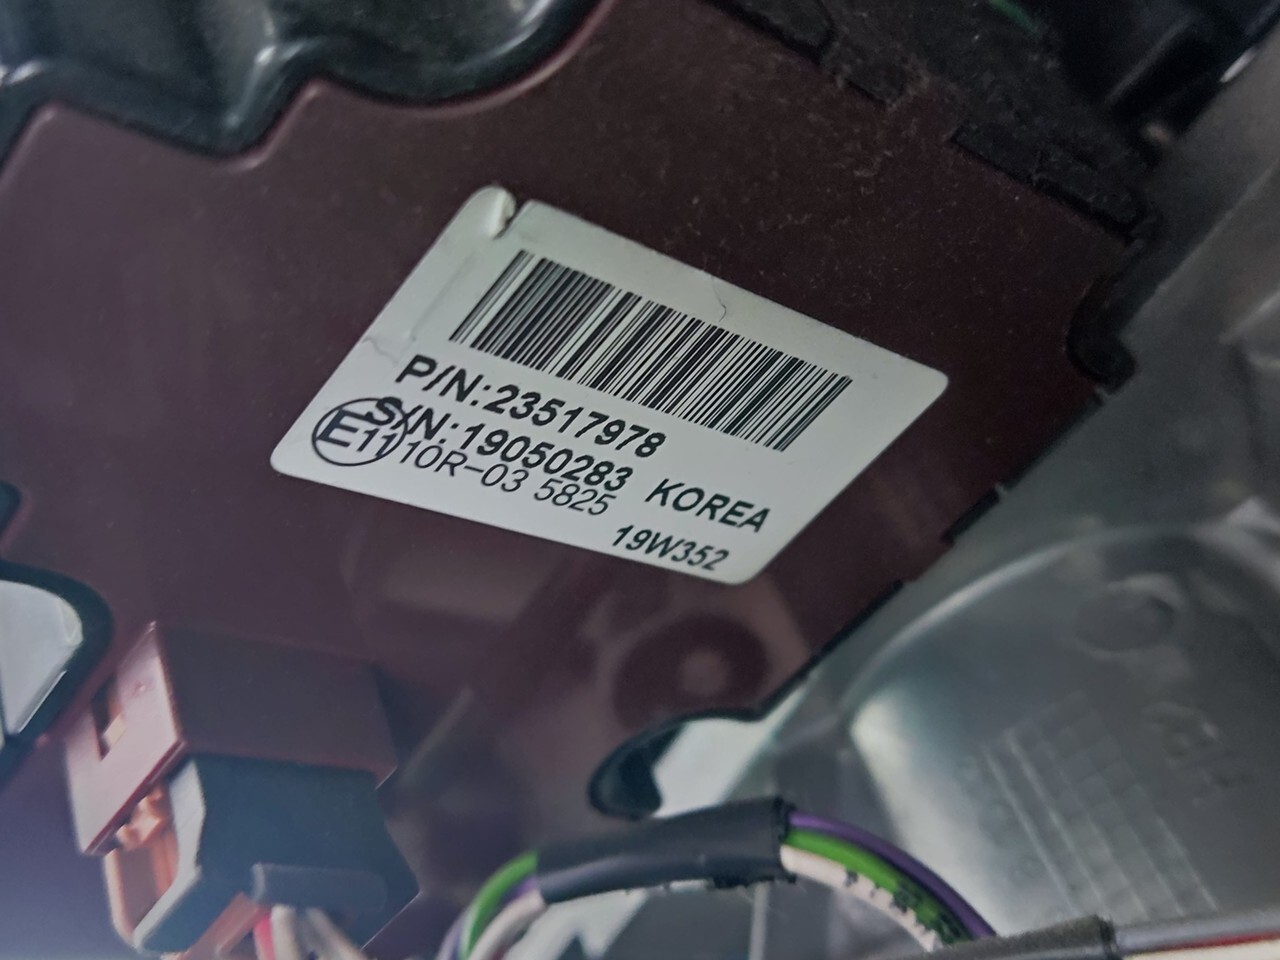 P/N:23517978
S/N:19050283 KOREA
E11 10R-03 5825
19W352